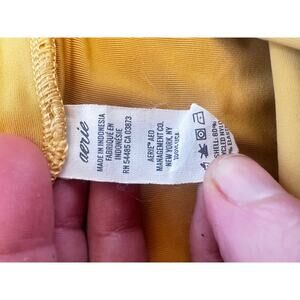 aerie
MADE IN INDONESIA
FABRIQUÉ EN
INDONÉSIE
RN 54485 CA 03873
AERIE™ AEO
MANAGEMENT CO.
NEW YORK, NY,
SHELL: 80%